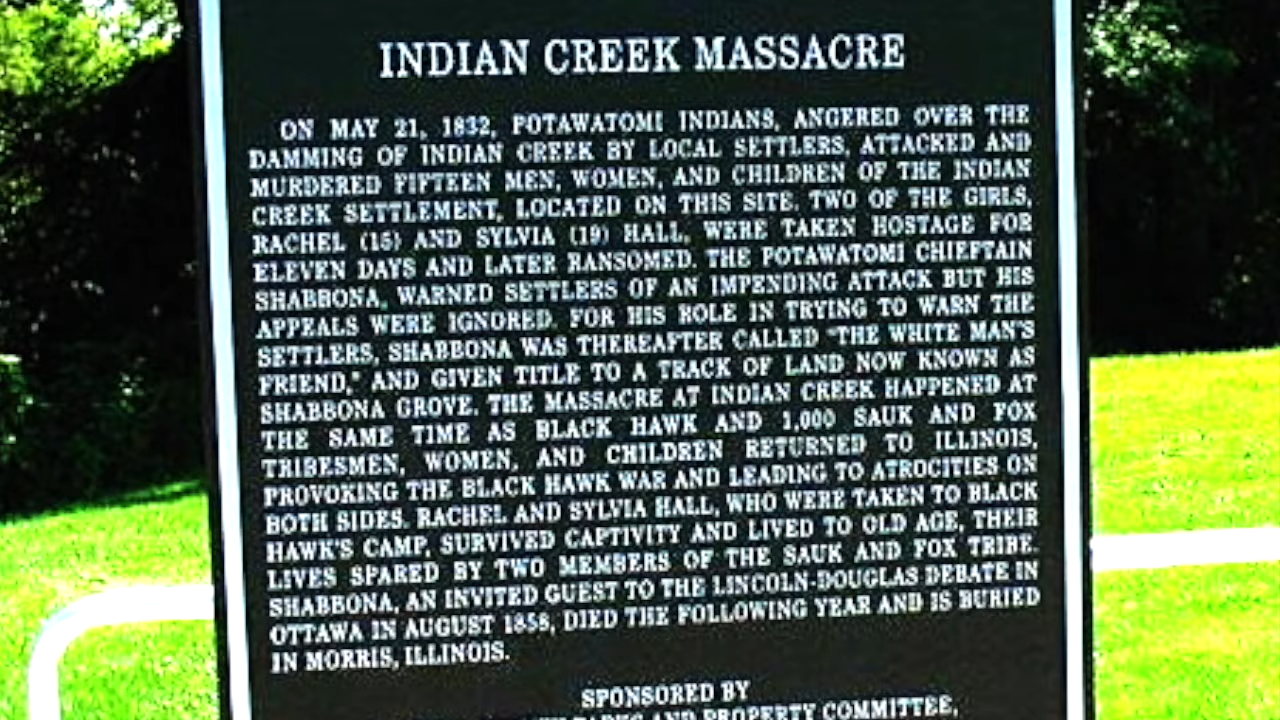 INDIAN CREEK MASSACRE
ON MAY 21, 1832, POTAWATOMI INDIANS, ANGERED OVER THE
DAMMING OF INDIAN CREEK BY LOCAL SETTLERS, ATTACKED AND
MURDERED FIFTEEN MEN, WOMEN, AND CHILDREN OF THE INDIAN
CREEK SETTLEMENT, LOCATED ON THIS SITE. TWO OF THE GIRLS,
RACHEL (15) AND SYLVIA (19) HALL, WERE TAKEN HOSTAGE FOR
ELEVEN DAYS AND LATER RANSOMED. THE POTAWATOMI CHIEFTAIN
SHABBONA, WARNED SETTLERS OF AN IMPENDING ATTACK BUT HIS
APPEALS WERE IGNORED. FOR HIS ROLE IN TRYING TO WARN THE
SETTLERS, SHABBONA WAS THEREAFTER CALLED "THE WHITE MAN'S
FRIEND," AND GIVEN TITLE TO A TRACK OF LAND NOW KNOWN AS
SHABBONA GROVE. THE MASSACRE AT INDIAN CREEK HAPPENED AT
THE SAME TIME AS BLACK HAWK AND 1,000 SAUK AND FOX
TRIBESMEN, WOMEN, AND CHILDREN RETURNED TO ILLINOIS,
PROVOKING THE BLACK HAWK WAR AND LEADING TO ATROCITIES ON
BOTH SIDES. RACHEL AND SYLVIA HALL, WHO WERE TAKEN TO BLACK
HAWK'S CAMP, SURVIVED CAPTIVITY AND LIVED TO OLD AGE, THEIR
LIVES SPARED BY TWO MEMBERS OF THE SAUK AND FOX TRIBE.
SHABBONA, AN INVITED GUEST TO THE LINCOLN-DOUGLAS DEBATE IN
OTTAWA IN AUGUST 1858, DIED THE FOLLOWING YEAR AND IS BURIED
IN MORRIS, ILLINOIS.
SPONSORED BY
PARKS AND PROPERTY COMMITTEE,